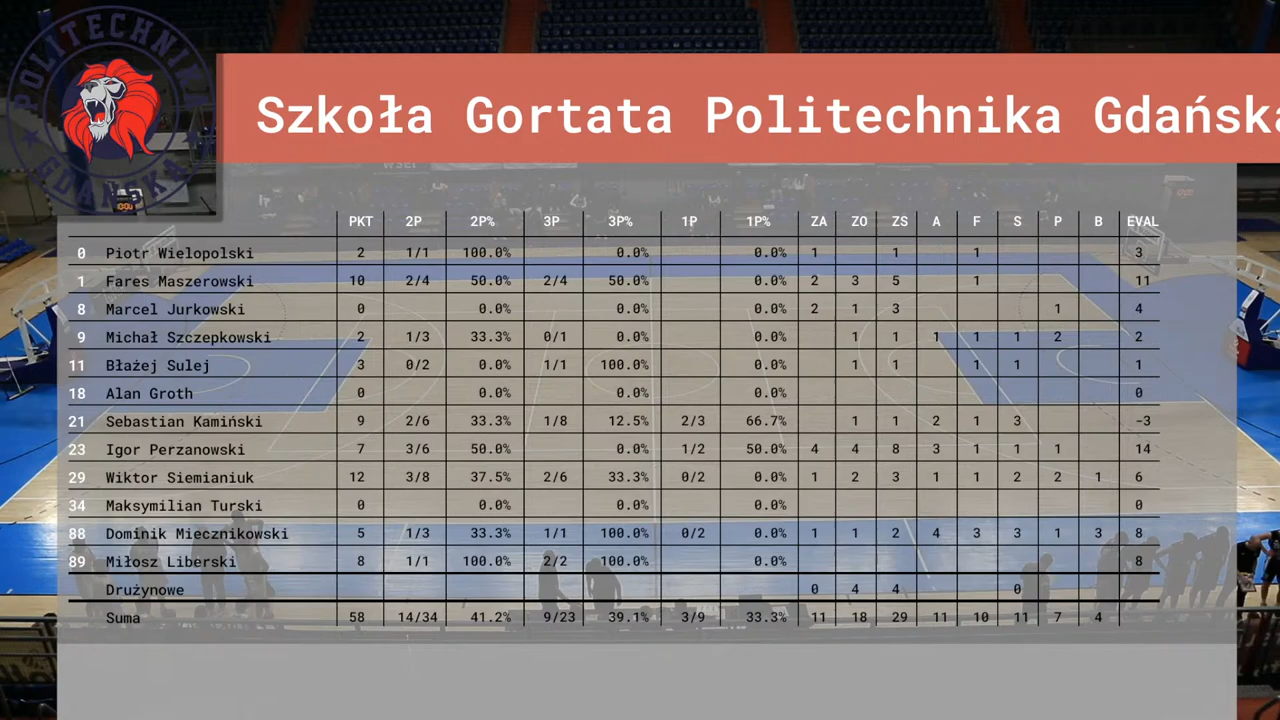 POLITECHNIKA
GDAŃSKA
Szkoła Gortata Politechnika Gdańska
PKT 2P 2P% 3P 3P% 1P 1P% ZA ZO ZS A F S P B EVAL
0 Piotr Wielopolski 2 1/1 100.0% 0.0% 0.0% 1 1 1 3
1 Fares Maszerowski 10 2/4 50.0% 2/4 50.0% 0.0% 2 3 5 1 11
8 Marcel Jurkowski 0 0.0% 0.0% 0.0% 2 1 3 1 4
9 Michał Szczepkowski 2 1/3 33.3% 0/1 0.0% 0.0% 1 1 1 1 1 2 2
11 Błażej Sulej 3 0/2 0.0% 1/1 100.0% 0.0% 1 1 1 1 1
18 Alan Groth 0 0.0% 0.0% 0.0% 0
21 Sebastian Kamiński 9 2/6 33.3% 1/8 12.5% 2/3 66.7% 1 1 2 1 3 -3
23 Igor Perzanowski 7 3/6 50.0% 0.0% 1/2 50.0% 4 4 8 3 1 1 1 14
29 Wiktor Siemianiuk 12 3/8 37.5% 2/6 33.3% 0/2 0.0% 1 2 3 1 1 2 2 1 6
34 Maksymilian Turski 0 0.0% 0.0% 0.0% 0
88 Dominik Miecznikowski 5 1/3 33.3% 1/1 100.0% 0/2 0.0% 1 1 2 4 3 3 1 3 8
89 Miłosz Liberski 8 1/1 100.0% 2/2 100.0% 0.0% 8
Drużynowe 0 4 4 0
Suma 58 14/34 41.2% 9/23 39.1% 3/9 33.3% 11 18 29 11 10 11 7 4